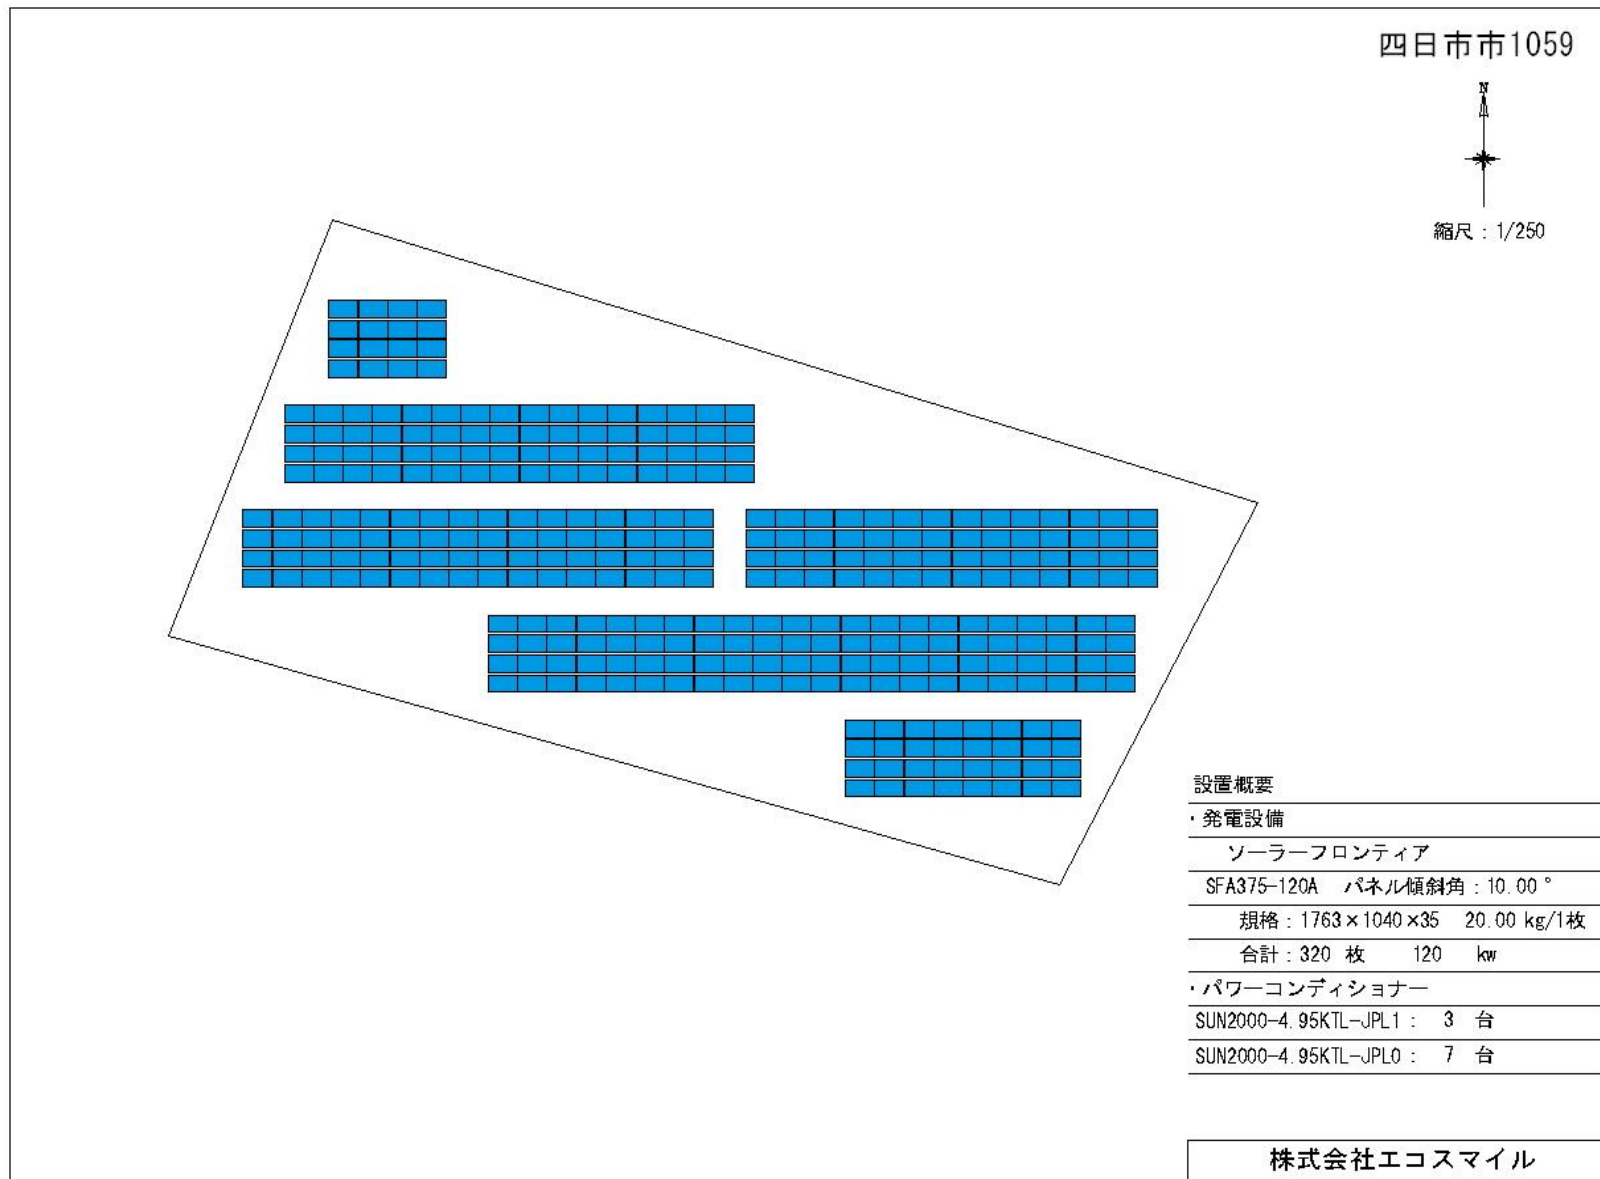 四日市市1059
N
縮尺：1/250
設置概要
・発電設備
ソーラーフロンティア
SFA375-120A　パネル傾斜角：10.00°
規格：1763×1040×35　20.00 kg/1枚
合計：320 枚　120　kw
・パワーコンディショナー
SUN2000-4.95KTL-JPL1：　3　台
SUN2000-4.95KTL-JPL0：　7　台
株式会社エコスマイル